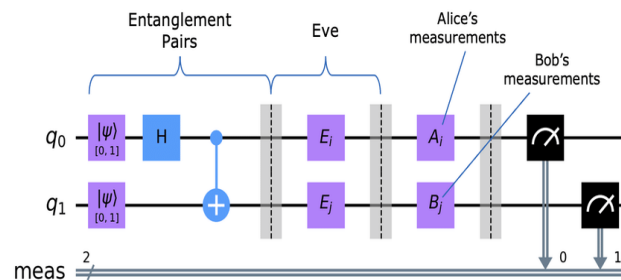 Entanglement
Pairs
Eve
Alice's
measurements
Bob's
measurements
q0 |ψ⟩ [0, 1] H Ei Ai
q1 |ψ⟩ [0, 1] Ej Bj
meas 2 0 1